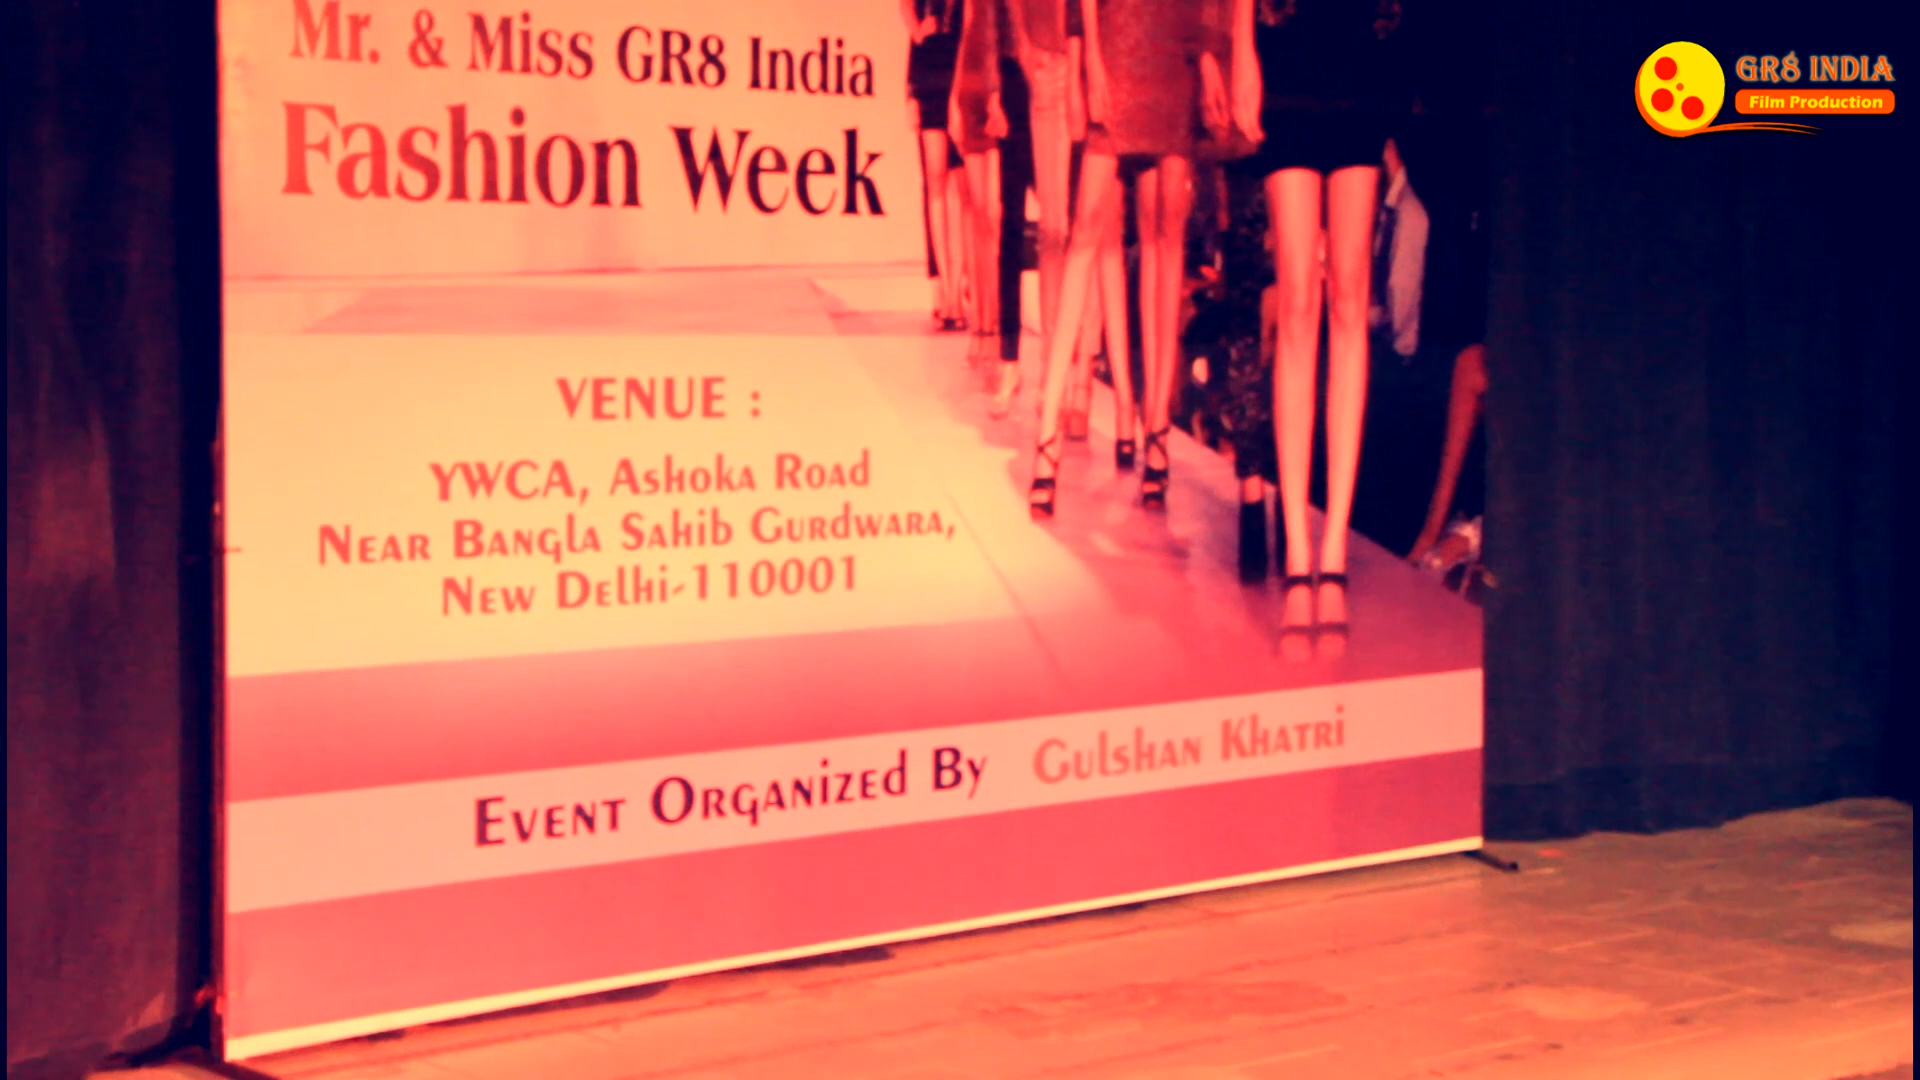 Mr. & Miss GR8 India
Fashion Week
VENUE :
YWCA, Ashoka Road
Near Bangla Sahib Gurdwara,
New Delhi-110001
Event Organized By Gulshan Khatri
GR8 INDIA
Film Production